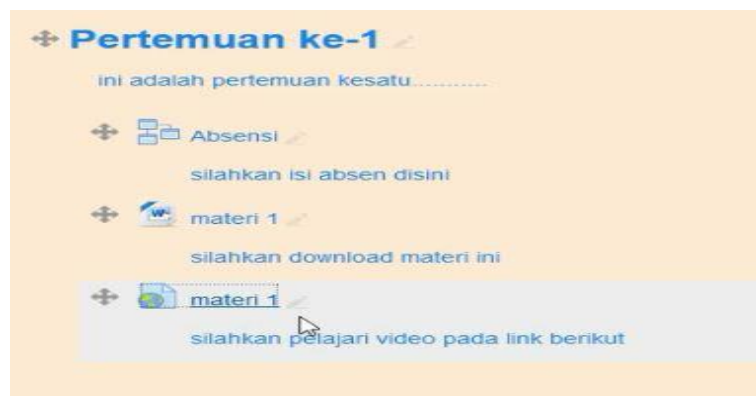 Pertemuan ke-1
ini adalah pertemuan kesatu...........
Absensi
silahkan isi absen disini
materi 1
silahkan download materi ini
materi 1
silahkan pelajari video pada link berikut